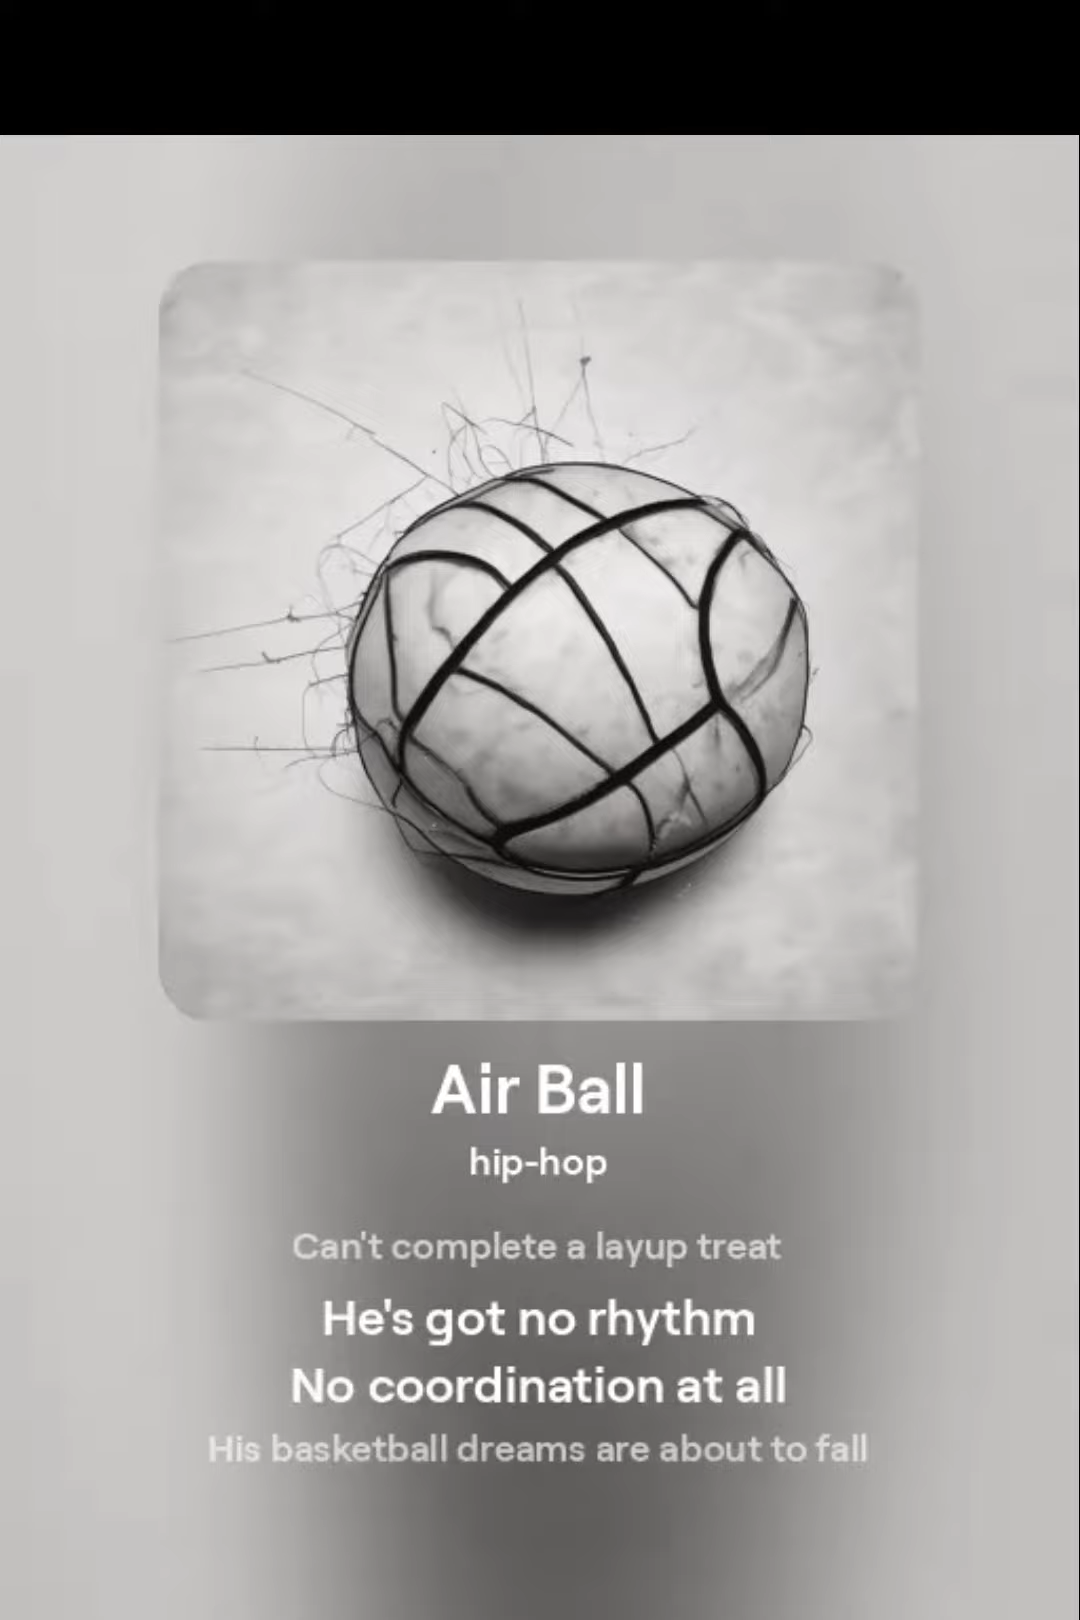 Air Ball
hip-hop
Can't complete a layup treat
He's got no rhythm
No coordination at all
His basketball dreams are about to fall